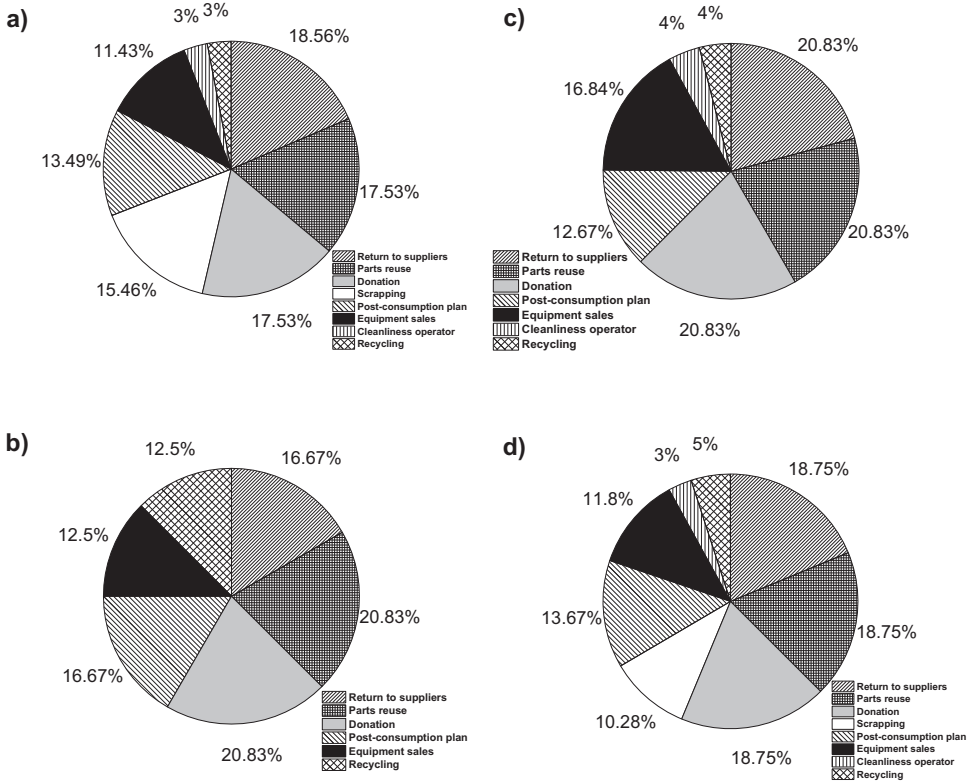 a)
3% 3%
18.56%
11.43%
13.49%
17.53%
15.46%
17.53%
Return to suppliers
Parts reuse
Donation
Scrapping
Post-consumption plan
Equipment sales
Cleanliness operator
Recycling
c)
4% 4%
20.83%
16.84%
12.67%
20.83%
20.83%
Return to suppliers
Parts reuse
Donation
Post-consumption plan
Equipment sales
Cleanliness operator
Recycling
b)
12.5%
16.67%
12.5%
20.83%
16.67%
20.83%
Return to suppliers
Parts reuse
Donation
Post-consumption plan
Equipment sales
Recycling
d)
3% 5%
18.75%
11.8%
13.67%
18.75%
10.28%
18.75%
Return to suppliers
Parts reuse
Donation
Scrapping
Post-consumption plan
Equipment sales
Cleanliness operator
Recycling